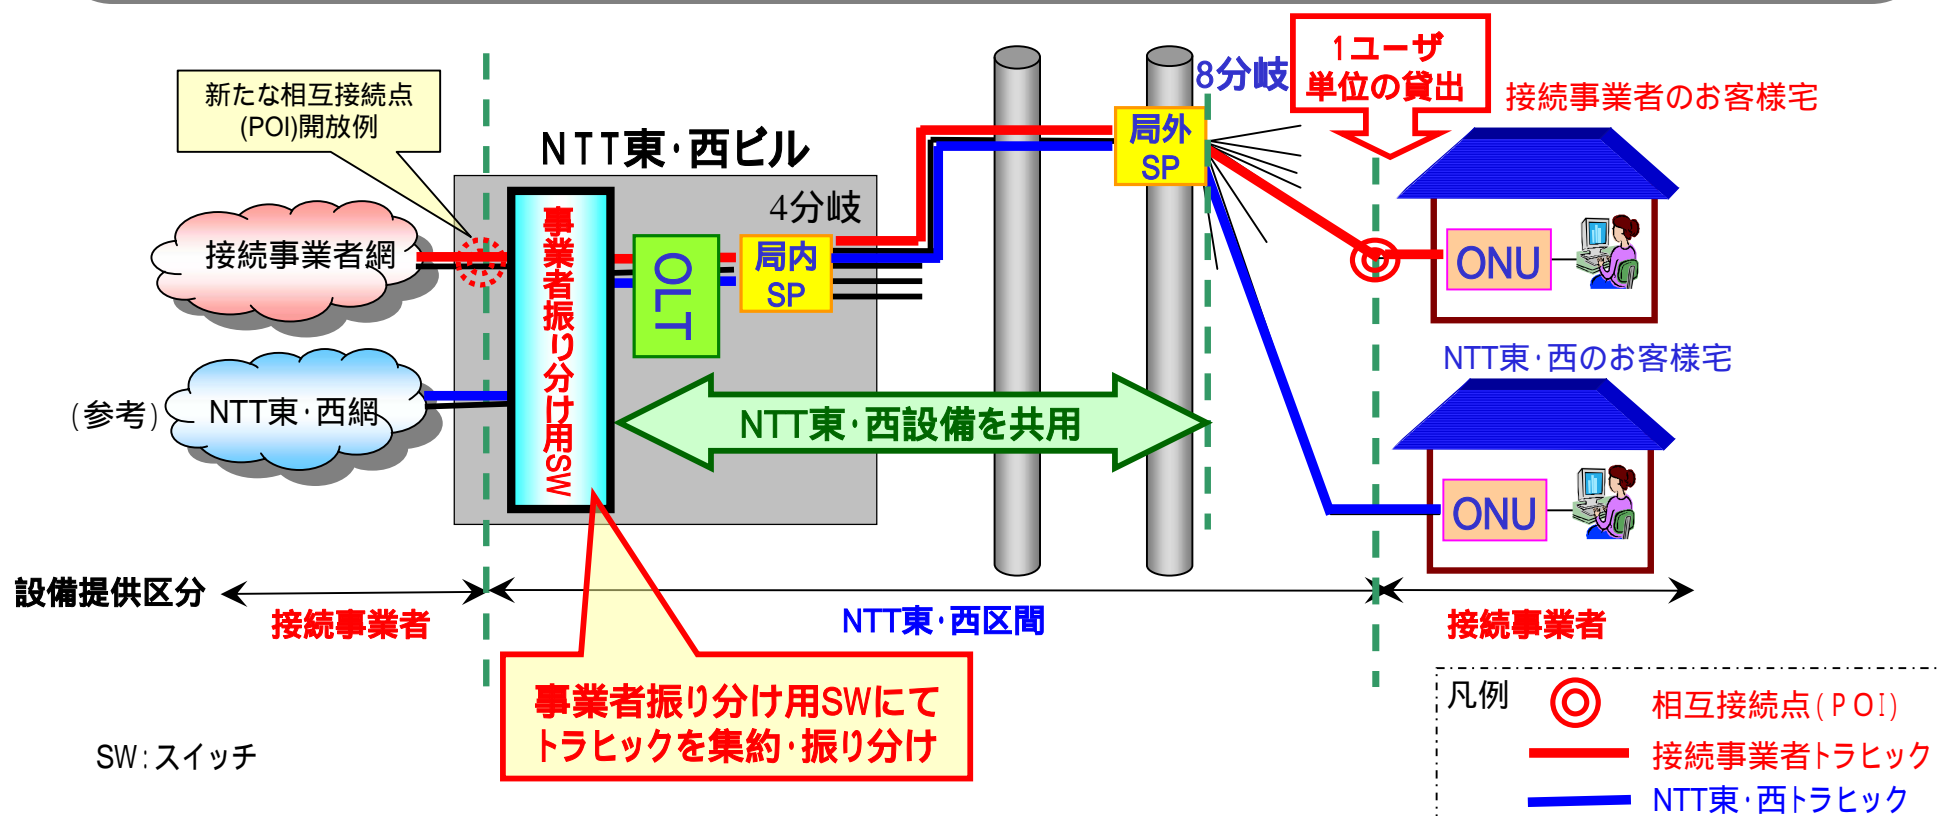 新たな相互接続点
(POI)開放例
NTT東・西ビル
8分岐
1ユーザ
単位の貸出
接続事業者のお客様宅
局外
SP
4分岐
接続事業者網
事業者振り分け用SW
OLT
局内
SP
ONU
NTT東・西のお客様宅
(参考)
NTT東・西網
NTT東・西設備を共用
ONU
設備提供区分
接続事業者
NTT東・西区間
接続事業者
事業者振り分け用SWにて
トラヒックを集約・振り分け
SW:スイッチ
凡例
相互接続点(POI)
接続事業者トラヒック
NTT東・西トラヒック